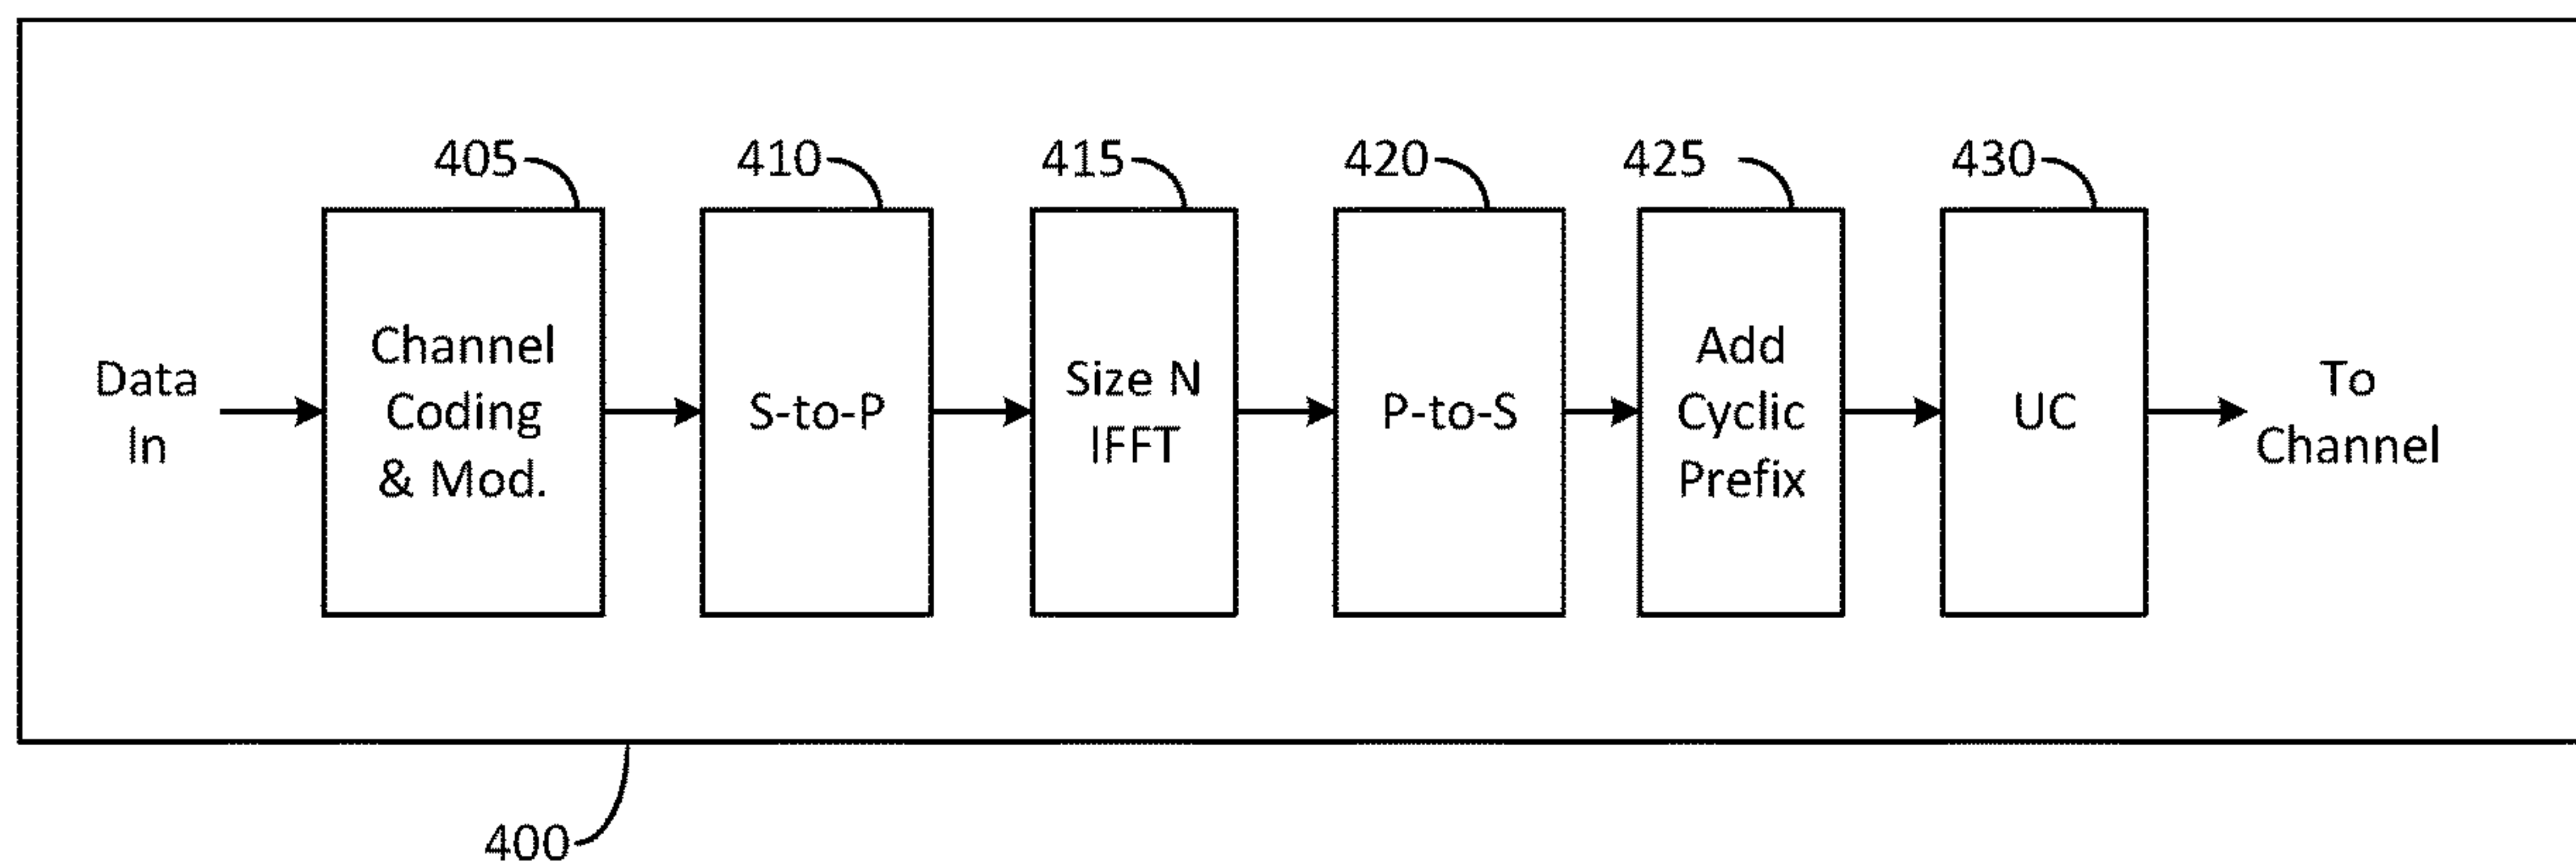 405
410
415
420
425
430
Data
In
Channel
Coding
& Mod.
S-to-P
Size N
IFFT
P-to-S
Add
Cyclic
Prefix
UC
To
Channel
400